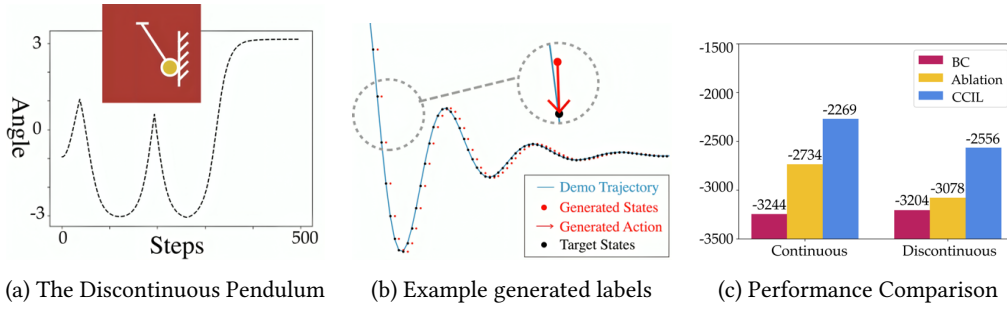 3
0
-3
Angle
0
500
Steps
Demo Trajectory
Generated States
Generated Action
Target States
-1500
-2000
-2500
-3000
-3500
BC
Ablation
CCIL
-3244
-2734
-2269
-3204
-3078
-2556
Continuous
Discontinuous
(a) The Discontinuous Pendulum
(b) Example generated labels
(c) Performance Comparison